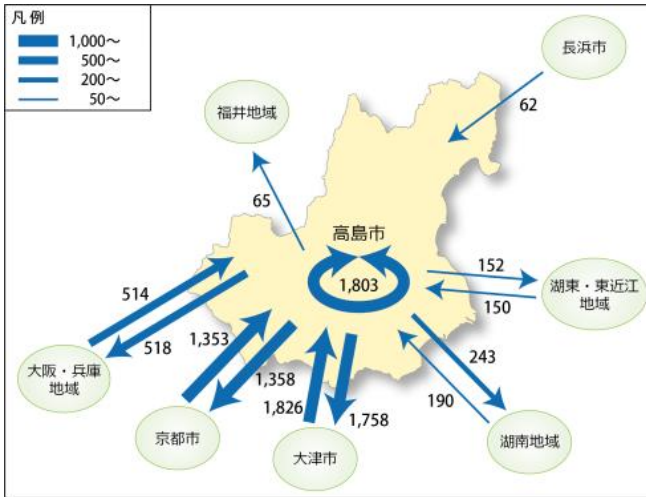 凡例
1,000～
500～
200～
50～
長浜市
62
福井地域
65
高島市
1,803
152
150
湖東・東近江
地域
514
518
大阪・兵庫
地域
1,353
1,358
京都市
1,826
1,758
大津市
243
190
湖南地域